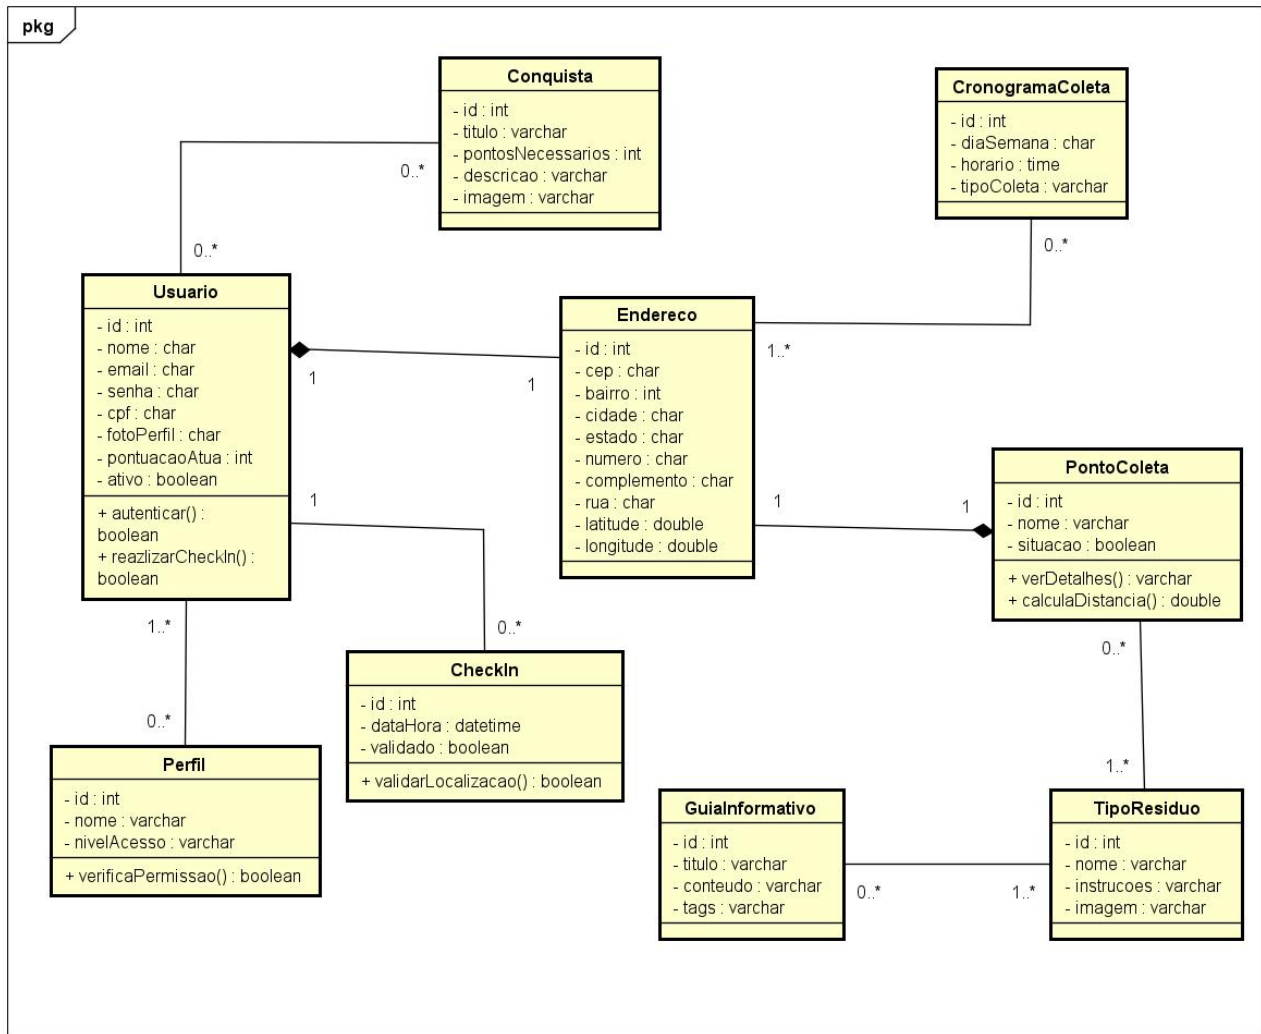 pkg
Conquista
- id : int
- titulo : varchar
- pontosNecessarios : int
- descricao : varchar
- imagem : varchar
0..*
0..*
CronogramaColeta
- id : int
- diaSemana : char
- horario : time
- tipoColeta : varchar
0..*
1..*
Usuario
- id : int
- nome : char
- email : char
- senha : char
- cpf : char
- fotoPerfil : char
- pontuacaoAtua : int
- ativo : boolean
+ autenticar() :
boolean
+ reazlizarCheckIn() :
boolean
1
1
Endereco
- id : int
- cep : char
- bairro : int
- cidade : char
- estado : char
- numero : char
- complemento : char
- rua : char
- latitude : double
- longitude : double
1
1
PontoColeta
- id : int
- nome : varchar
- situacao : boolean
+ verDetalhes() : varchar
+ calculaDistancia() : double
1
0..*
1..*
0..*
CheckIn
- id : int
- dataHora : datetime
- validado : boolean
+ validarLocalizacao() : boolean
Perfil
- id : int
- nome : varchar
- nivelAcesso : varchar
+ verificaPermissao() : boolean
0..*
1..*
GuiaInformativo
- id : int
- titulo : varchar
- conteudo : varchar
- tags : varchar
0..*
1..*
TipoResiduo
- id : int
- nome : varchar
- instrucoes : varchar
- imagem : varchar